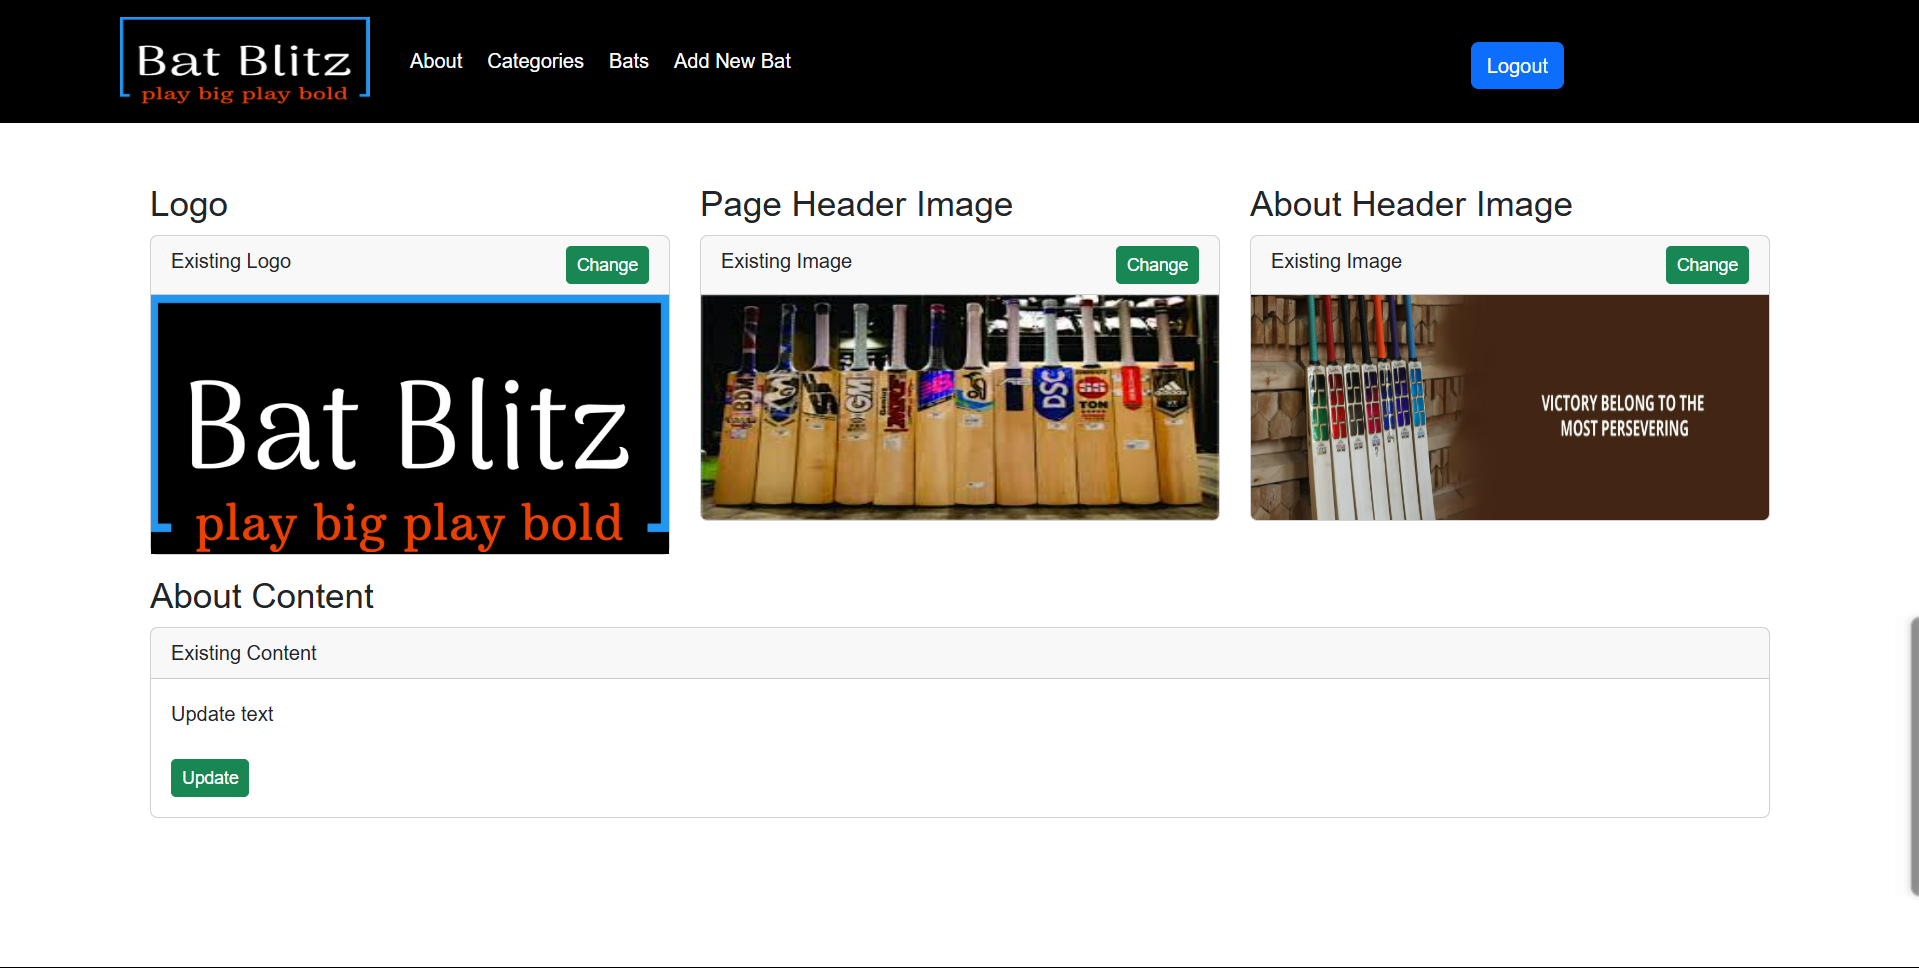 Bat Blitz
play big play bold
About Categories Bats Add New Bat
Logout
Logo
Existing Logo
Change
Bat Blitz
play big play bold
Page Header Image
Existing Image
Change
BDM
SF
GM
DSC
SS
TON
adidas
About Header Image
Existing Image
Change
VICTORY BELONG TO THE
MOST PERSEVERING
About Content
Existing Content
Update text
Update